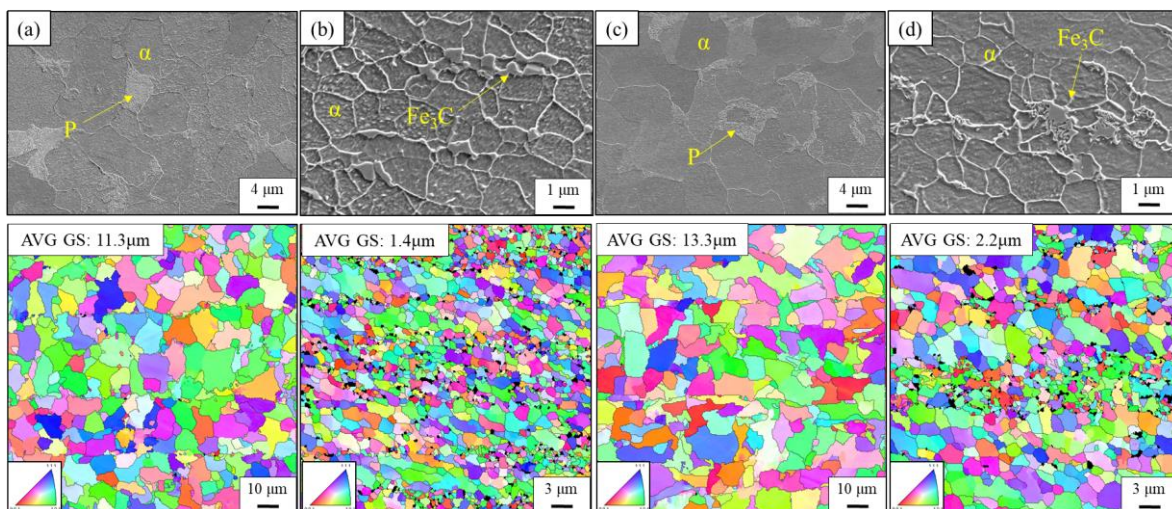 (a)
α
P
4 μm
(b)
α
Fe₃C
1 μm
(c)
α
P
4 μm
(d)
α
Fe₃C
1 μm
AVG GS: 11.3μm
10 μm
AVG GS: 1.4μm
3 μm
AVG GS: 13.3μm
10 μm
AVG GS: 2.2μm
3 μm